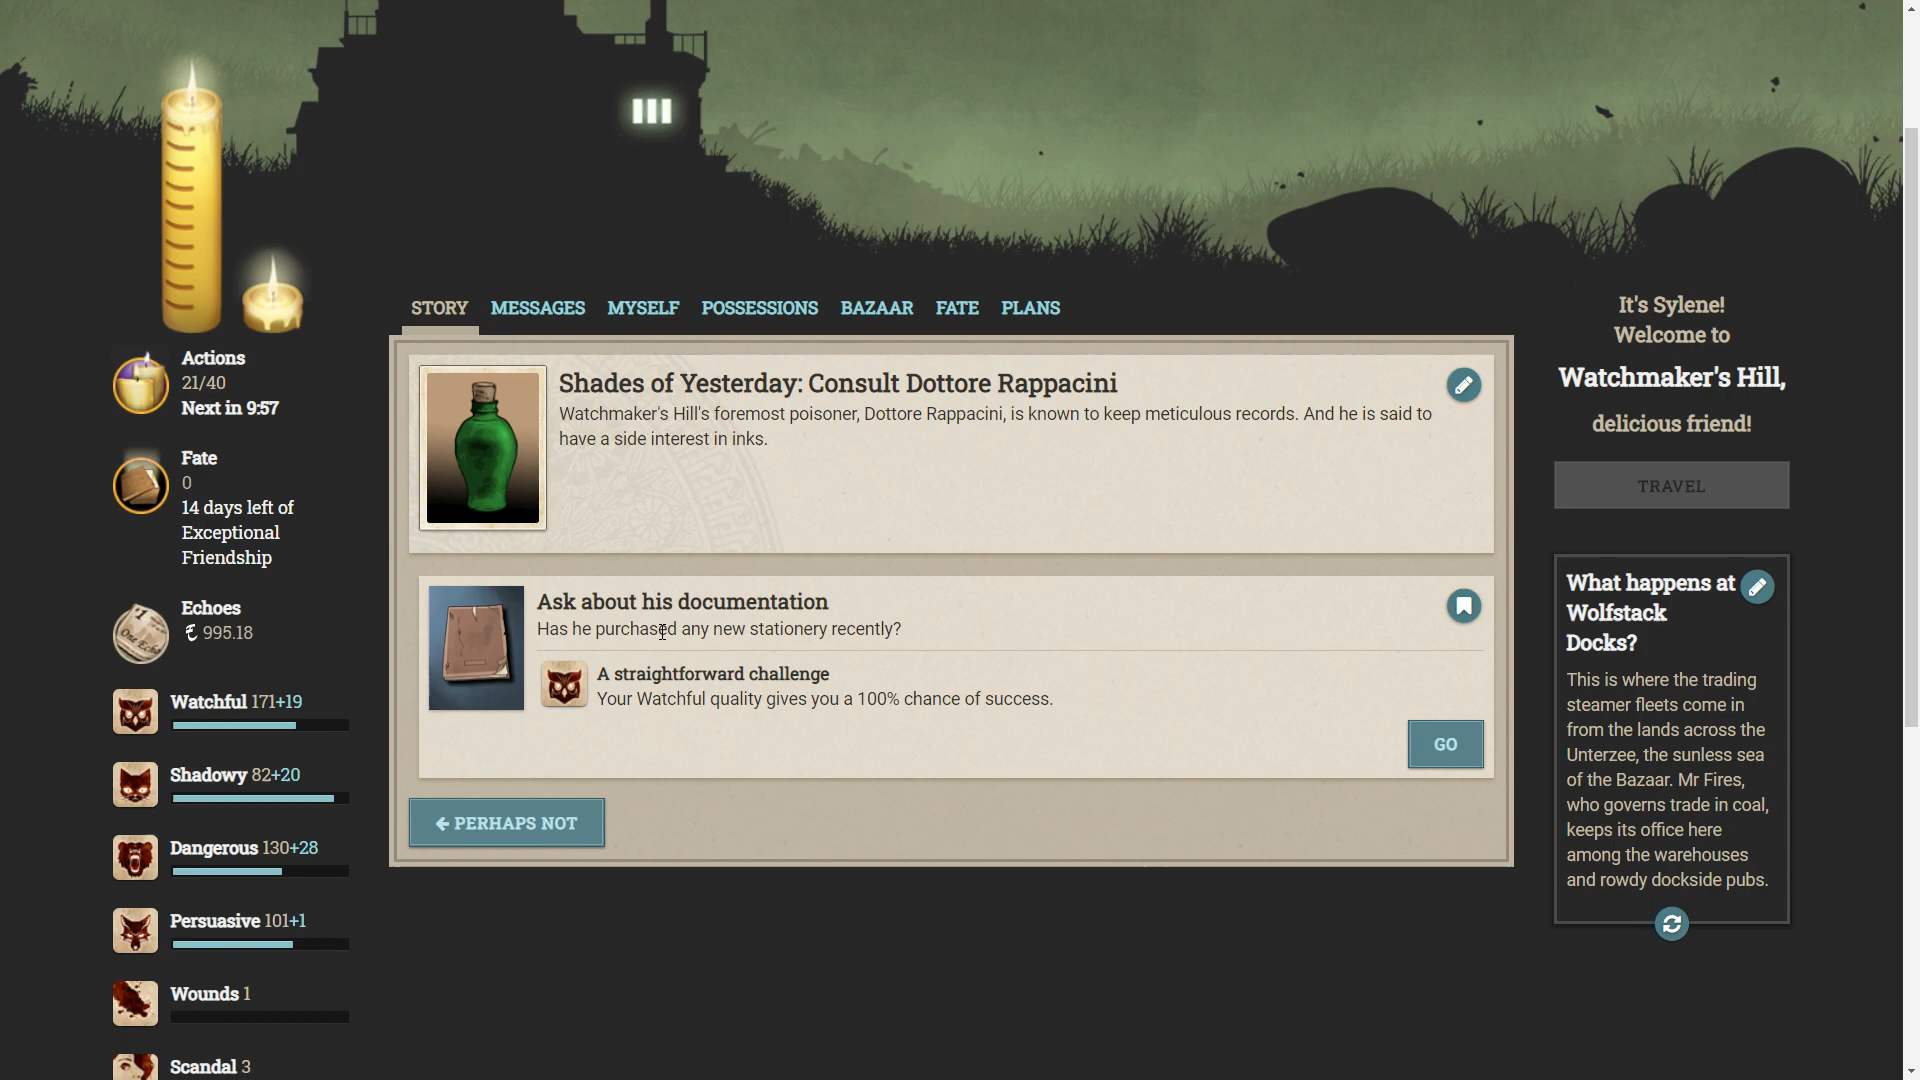 STORY
MESSAGES
MYSELF
POSSESSIONS
BAZAAR
FATE
PLANS
Actions
21/40
Next in 9:57
Fate
0
14 days left of
Exceptional
Friendship
Echoes
995.18
Watchful 171+19
Shadowy 82+20
Dangerous 130+28
Persuasive 101+1
Wounds 1
Scandal 3
Shades of Yesterday: Consult Dottore Rappacini
Watchmaker's Hill's foremost poisoner, Dottore Rappacini, is known to keep meticulous records. And he is said to
have a side interest in inks.
Ask about his documentation
Has he purchased any new stationery recently?
A straightforward challenge
Your Watchful quality gives you a 100% chance of success.
GO
PERHAPS NOT
It's Sylene!
Welcome to
Watchmaker's Hill,
delicious friend!
TRAVEL
What happens at
Wolfstack
Docks?
This is where the trading
steamer fleets come in
from the lands across the
Unterzee, the sunless sea
of the Bazaar. Mr Fires,
who governs trade in coal,
keeps its office here
among the warehouses
and rowdy dockside pubs.